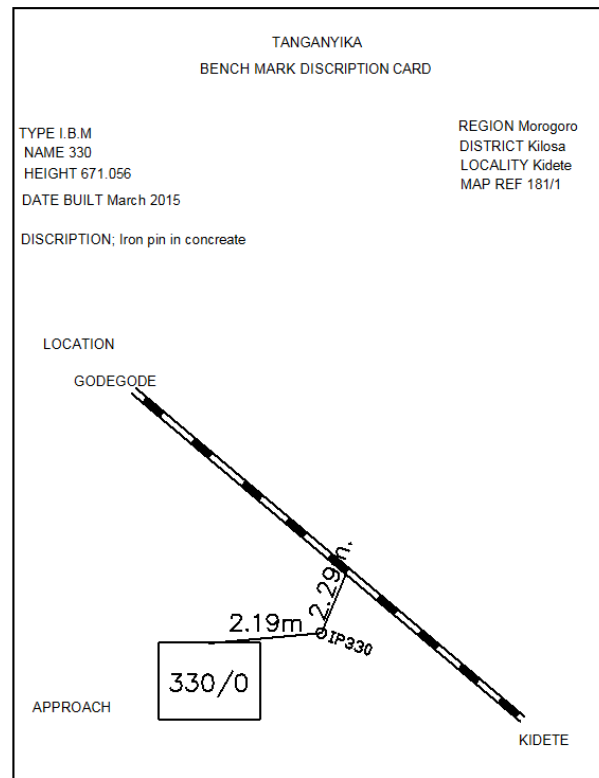 TANGANYIKA
BENCH MARK DISCRIPTION CARD
TYPE I.B.M
NAME 330
HEIGHT 671.056
DATE BUILT March 2015
REGION Morogoro
DISTRICT Kilosa
LOCALITY Kidete
MAP REF 181/1
DISCRIPTION; Iron pin in concreate
LOCATION
GODEGODE
2.29m.
2.19m
IP330
330/0
APPROACH
KIDETE